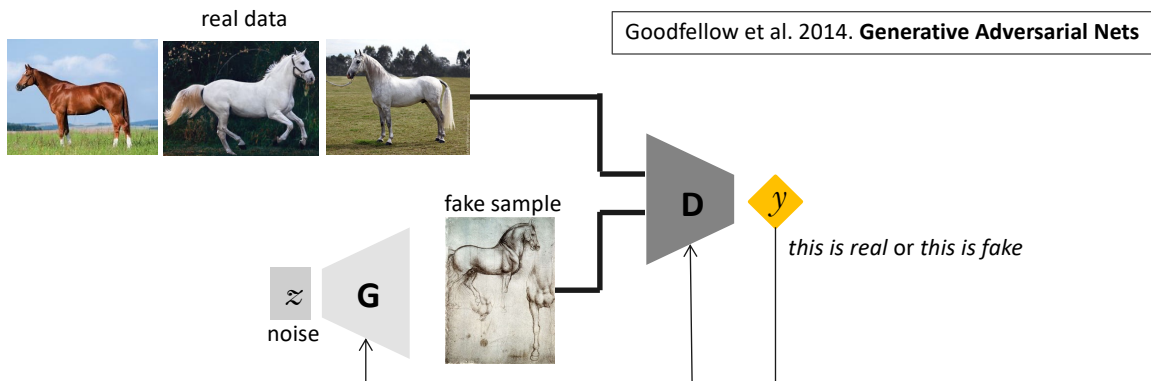 real data
Goodfellow et al. 2014. Generative Adversarial Nets
fake sample
D
y
this is real or this is fake
z
G
noise